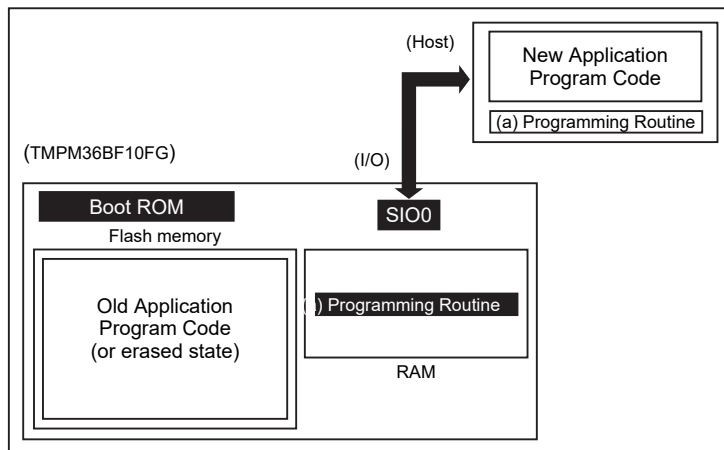 (Host)
New Application
Program Code
(a) Programming Routine
(TMPM36BF10FG)
(I/O)
Boot ROM
SIO0
Flash memory
Old Application
Program Code
(or erased state)
(a) Programming Routine
RAM